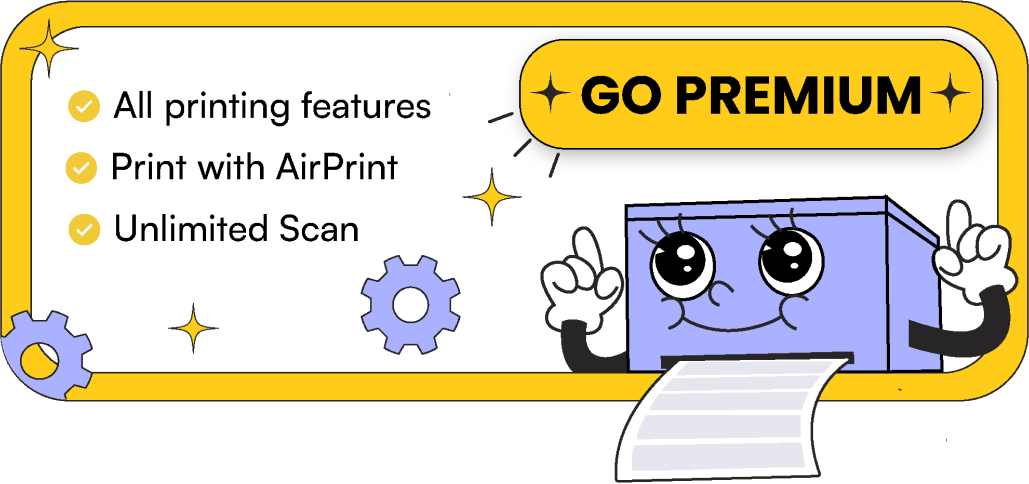 All printing features
Print with AirPrint
Unlimited Scan
GO PREMIUM